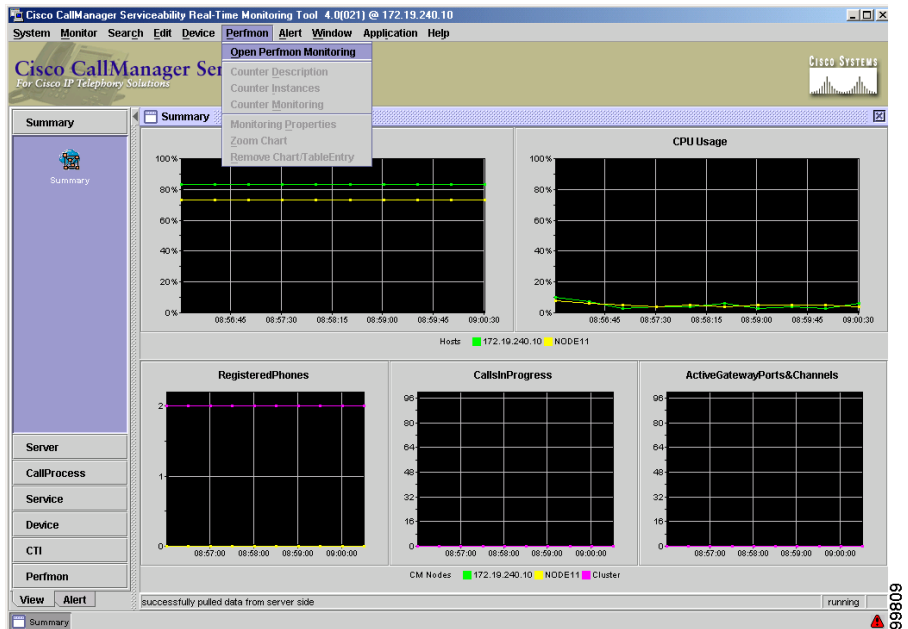 Cisco CallManager Serviceability Real-Time Monitoring Tool 4.0(021) @ 172.19.240.10
System Monitor Search Edit Device Perfmon Alert Window Application Help
Open Perfmon Monitoring
Counter Description
Counter Instances
Counter Monitoring
Monitoring Properties
Zoom Chart
Remove Chart/TableEntry
Cisco CallManager Ser
For Cisco IP Telephony Solutions
CISCO SYSTEMS
Summary
Summary
Summary
CPU Usage
100%
80%
60%
40%
20%
0%
08:56:45 08:57:30 08:58:15 08:59:00 08:59:45 09:00:30
100%
80%
60%
40%
20%
0%
08:56:45 08:57:30 08:58:15 08:59:00 08:59:45 09:00:30
Hosts 172.19.240.10 NODE11
RegisteredPhones
2
1
0
08:57:00 08:58:00 08:59:00 09:00:00
CallsInProgress
96
80
64
48
32
16
0
08:57:00 08:58:00 08:59:00 09:00:00
ActiveGatewayPorts&Channels
96
80
64
48
32
16
0
08:57:00 08:58:00 08:59:00 09:00:00
CM Nodes 172.19.240.10 NODE11 Cluster
Server
CallProcess
Service
Device
CTI
Perfmon
View Alert
successfully pulled data from server side
running
Summary
99809